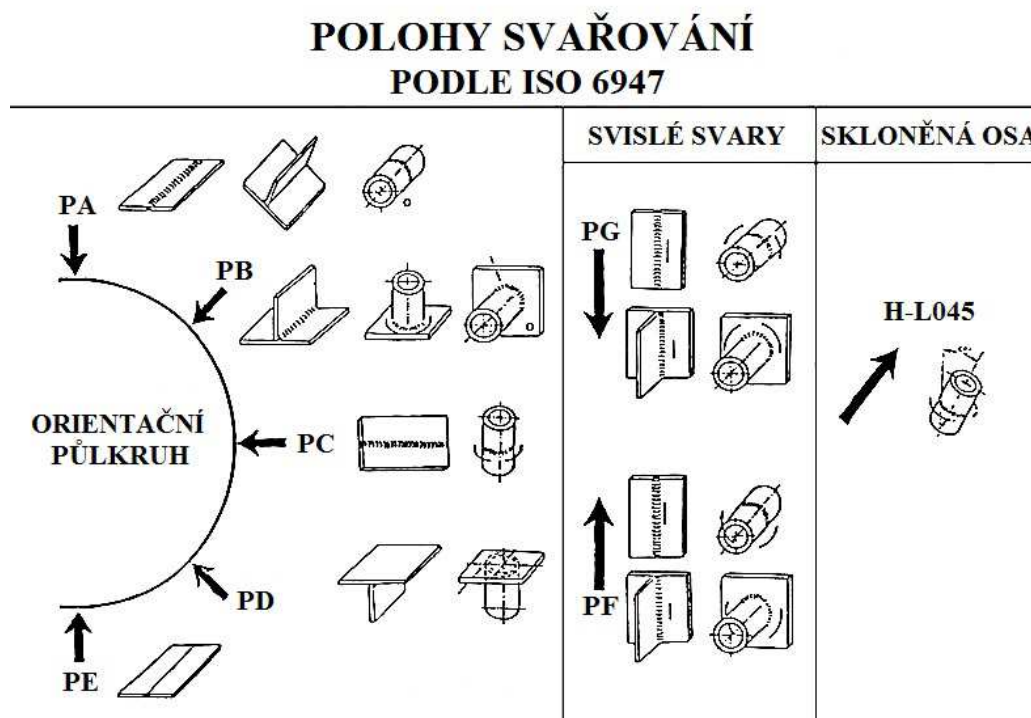 POLOHY SVAŘOVÁNÍ
PODLE ISO 6947
SVISLÉ SVARY
SKLONĚNÁ OSA
PA
PB
ORIENTAČNÍ
PŮLKRUH
PC
PD
PE
PG
PF
H-L045